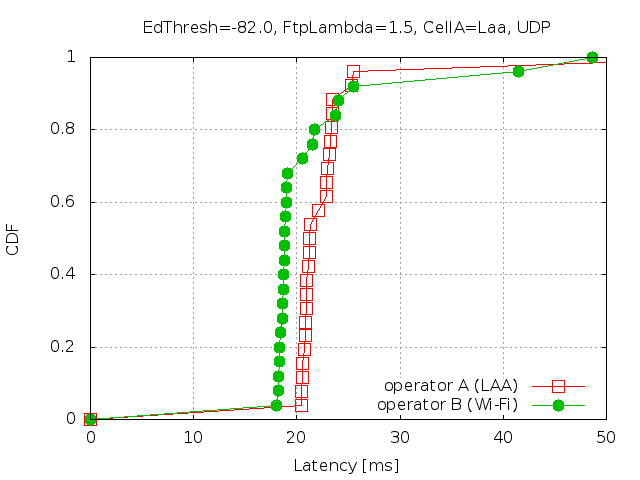 EdThresh=-82.0, FtpLambda=1.5, CellA=Laa, UDP
1
0.8
0.6
0.4
0.2
0
CDF
operator A (LAA)
operator B (Wi-Fi)
0 10 20 30 40 50
Latency [ms]